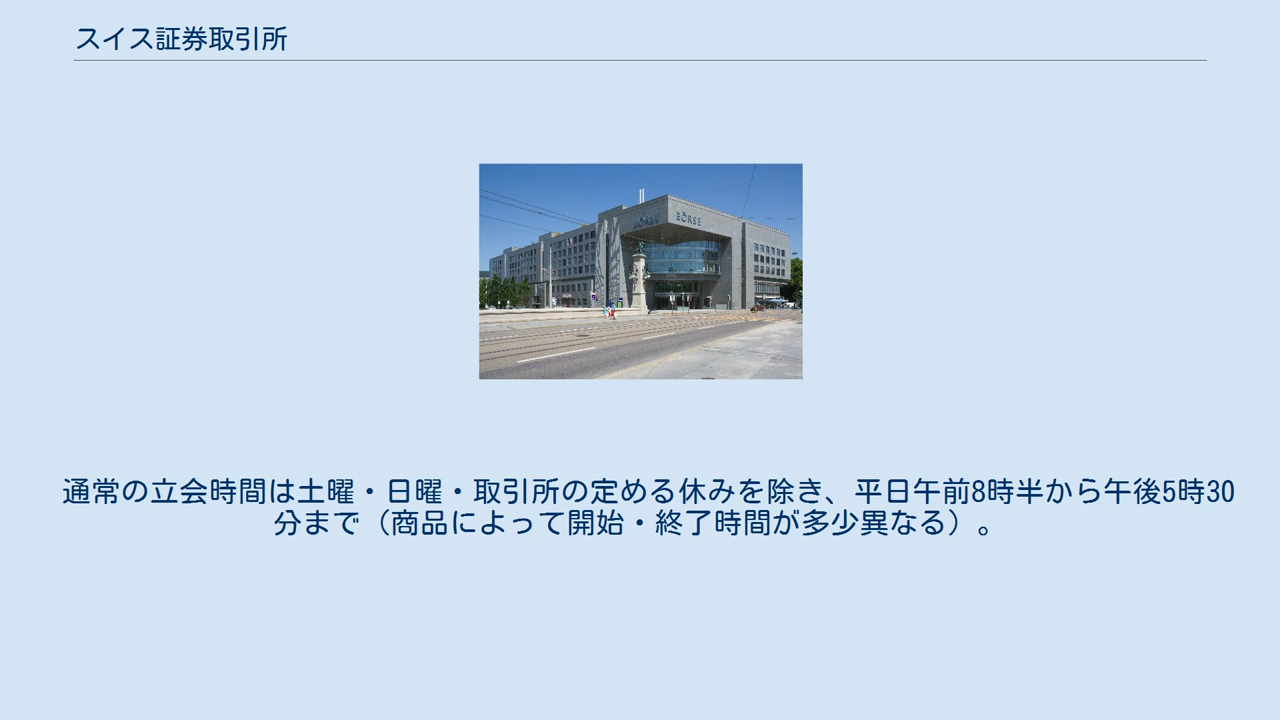 スイス証券取引所
BÖRSE
BÖRSE
通常の立会時間は土曜・日曜・取引所の定める休みを除き、平日午前8時半から午後5時30
分まで（商品によって開始・終了時間が多少異なる）。